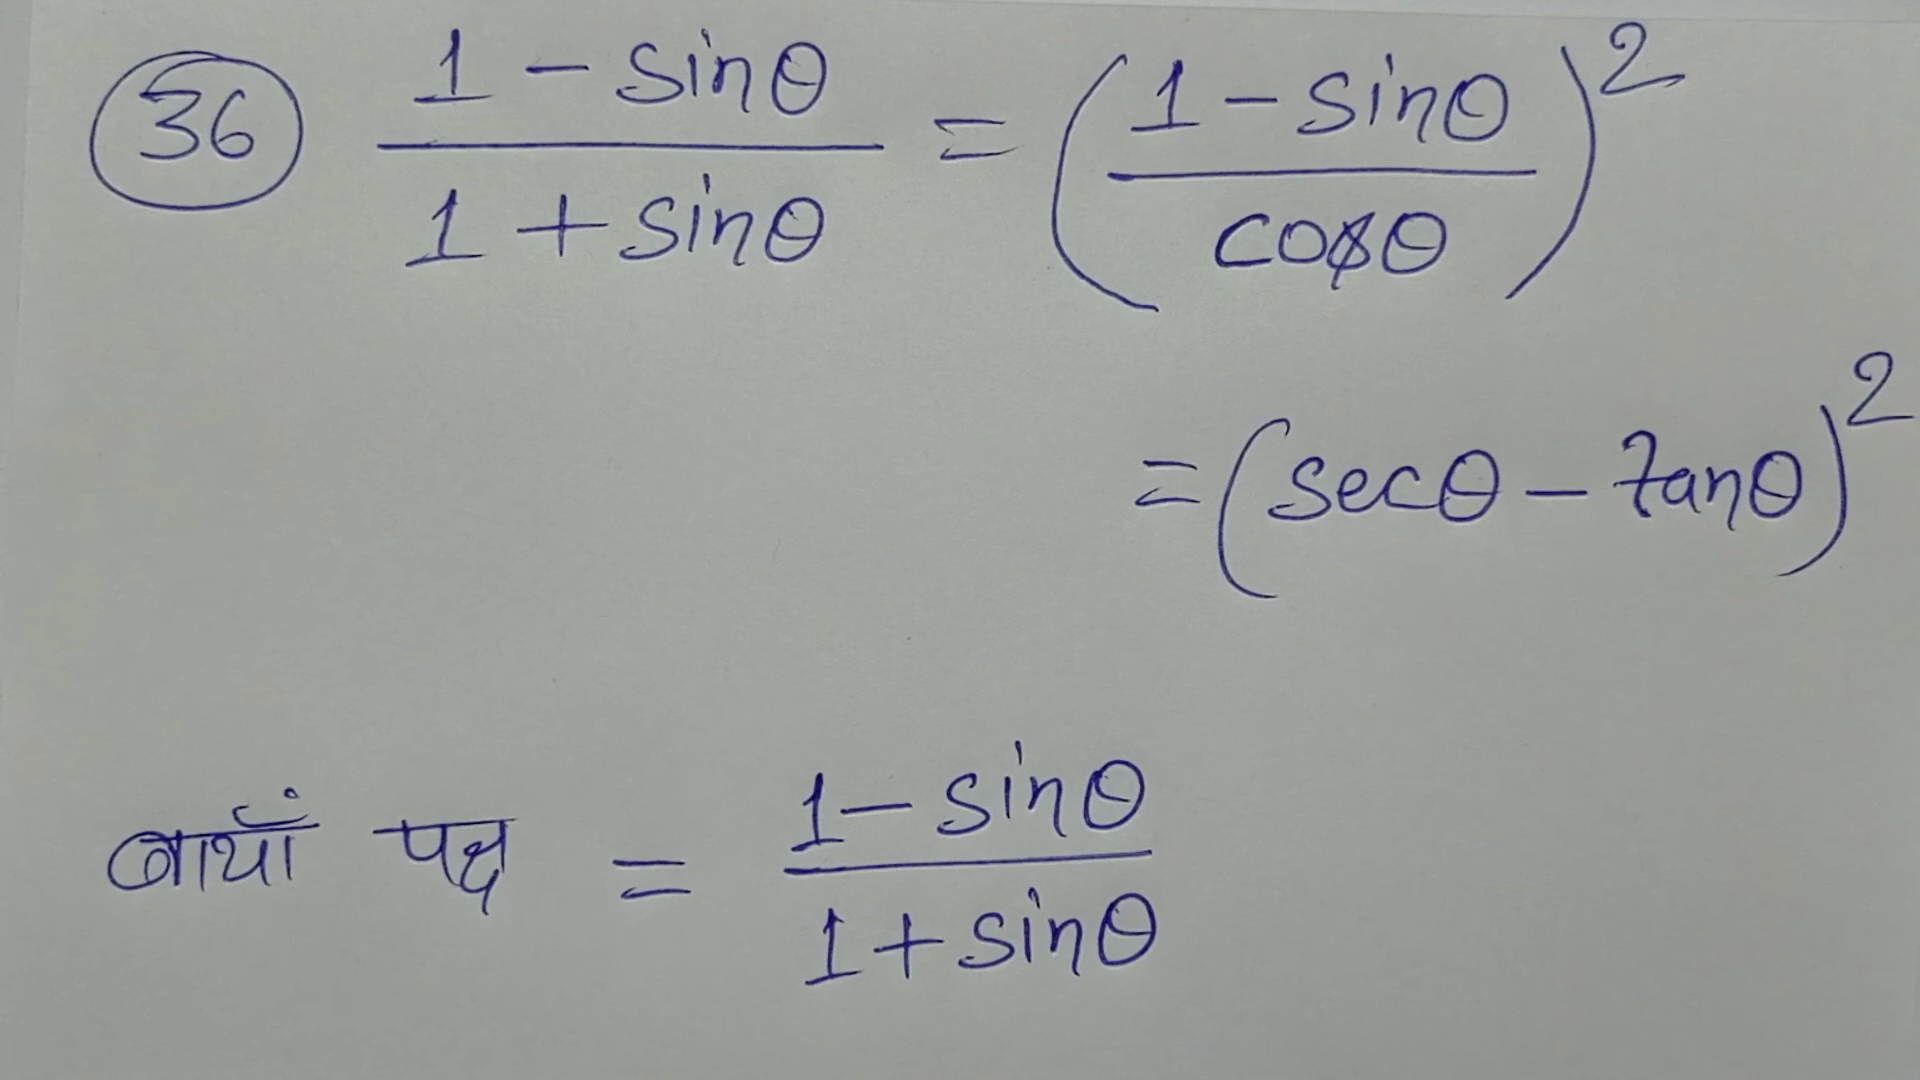 36 (1 - sinθ)/(1 + sinθ) = ((1 - sinθ)/(cosθ))²
= (secθ - tanθ)²
बायाँ पक्ष = (1 - sinθ)/(1 + sinθ)